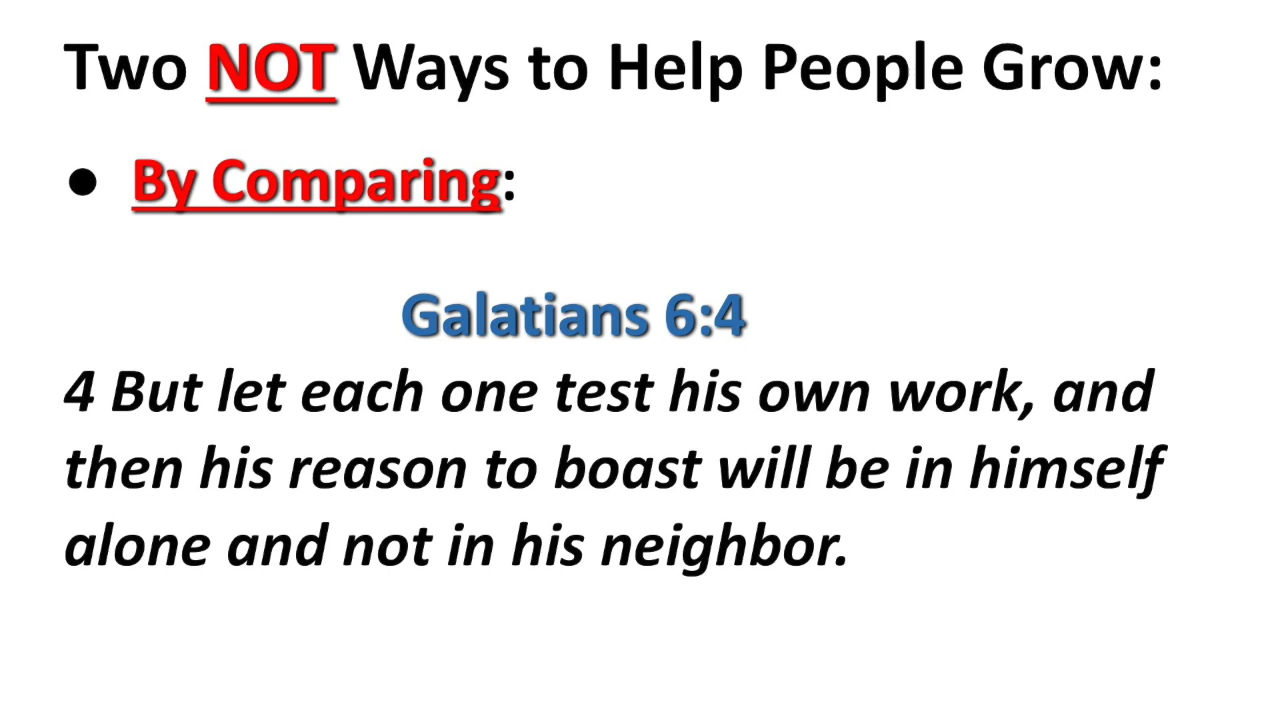 Two NOT Ways to Help People Grow:
● By Comparing:
Galatians 6:4
4 But let each one test his own work, and
then his reason to boast will be in himself
alone and not in his neighbor.